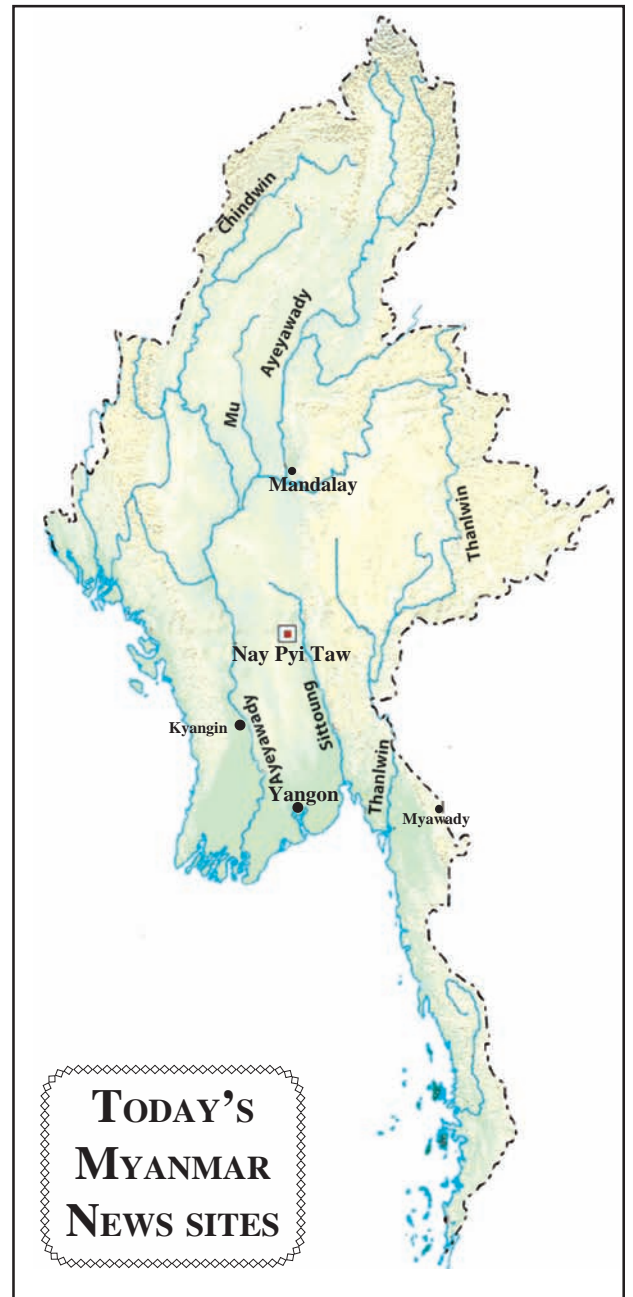 Chindwin
Ayeyawady
Mu
Mandalay
Thanlwin
Nay Pyi Taw
Kyangin
Ayeyawady
Sittoung
Thanlwin
Yangon
Myawady
TODAY'S
MYANMAR
NEWS SITES